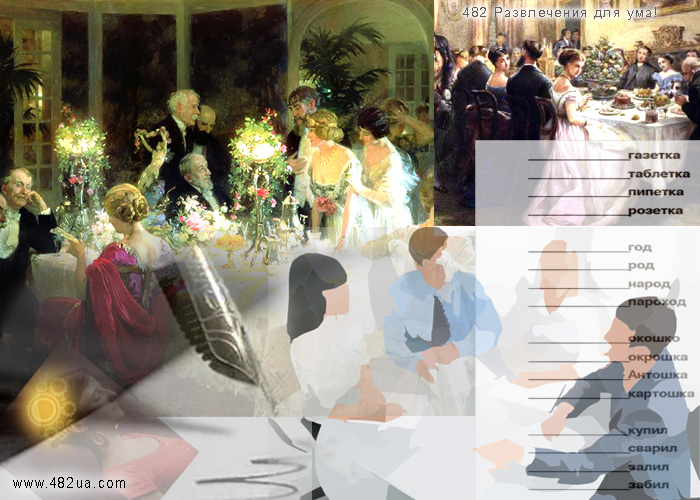 482 Развлечения для ума!
газетка
таблетка
пипетка
розетка
год
род
народ
пароход
окошко
окрошка
Антошка
картошка
купил
сварил
залил
забил
www.482ua.com